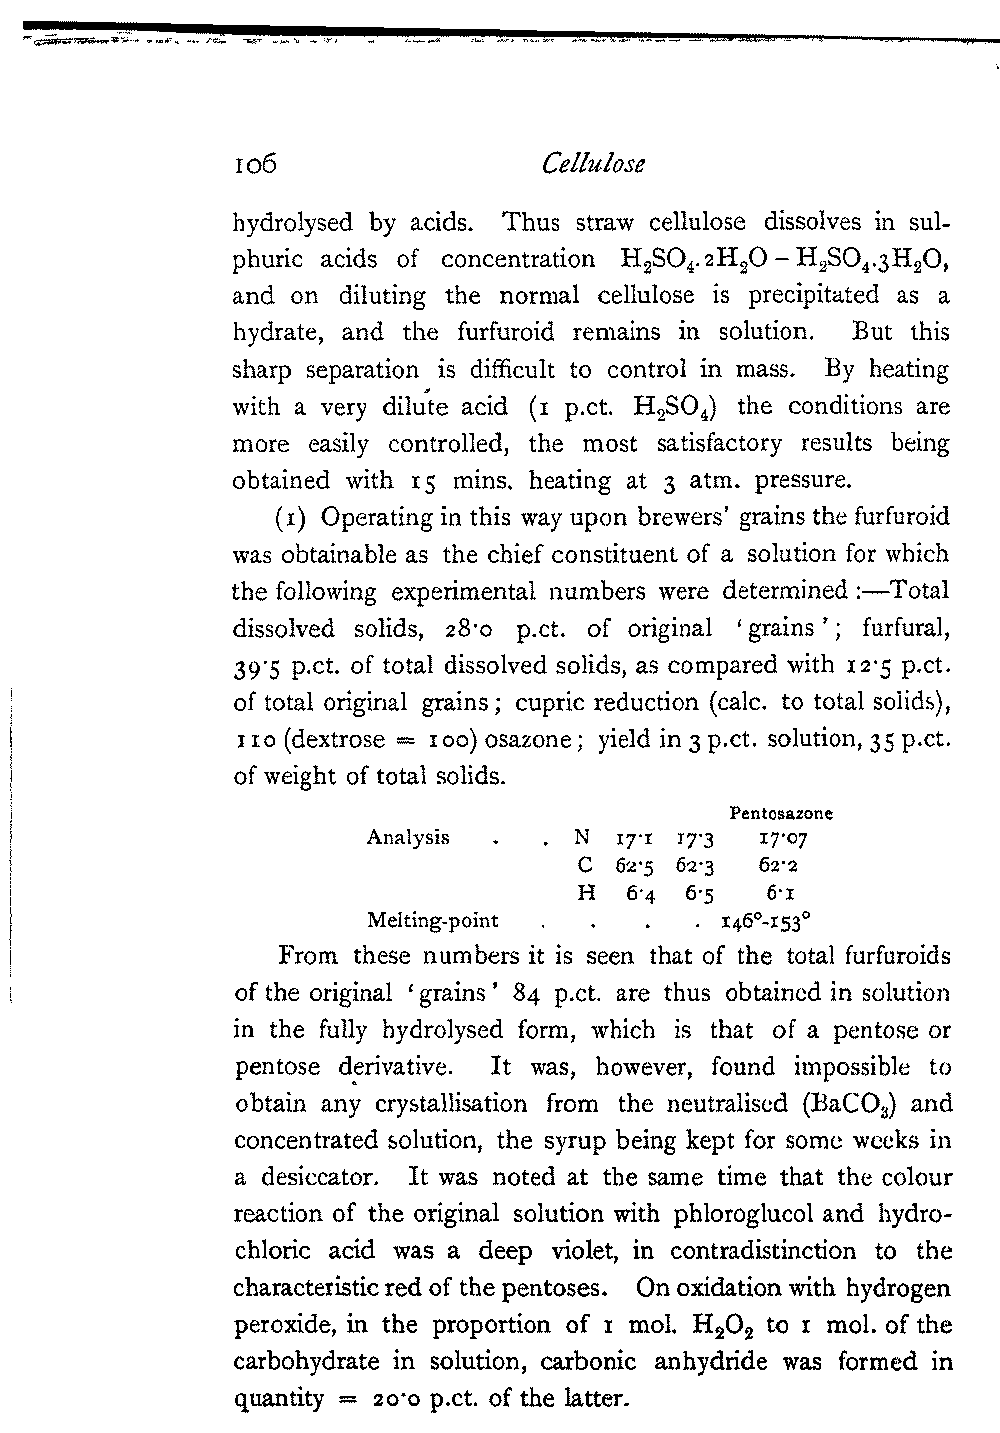 106 Cellulose
hydrolysed by acids. Thus straw cellulose dissolves in sul-
phuric acids of concentration H₂SO₄.2H₂O – H₂SO₄.3H₂O,
and on diluting the normal cellulose is precipitated as a
hydrate, and the furfuroid remains in solution. But this
sharp separation is difficult to control in mass. By heating
with a very dilute acid (1 p.ct. H₂SO₄) the conditions are
more easily controlled, the most satisfactory results being
obtained with 15 mins. heating at 3 atm. pressure.
(1) Operating in this way upon brewers' grains the furfuroid
was obtainable as the chief constituent of a solution for which
the following experimental numbers were determined :—Total
dissolved solids, 28·0 p.ct. of original ‘grains’; furfural,
39·5 p.ct. of total dissolved solids, as compared with 12·5 p.ct.
of total original grains; cupric reduction (calc. to total solids),
110 (dextrose = 100) osazone; yield in 3 p.ct. solution, 35 p.ct.
of weight of total solids.
Pentosazone
Analysis . . N 17·1 17·3 17·07
C 62·5 62·3 62·2
H 6·4 6·5 6·1
Melting-point . . . . 146°-153°
From these numbers it is seen that of the total furfuroids
of the original ‘grains’ 84 p.ct. are thus obtained in solution
in the fully hydrolysed form, which is that of a pentose or
pentose derivative. It was, however, found impossible to
obtain any crystallisation from the neutralised (BaCO₃) and
concentrated solution, the syrup being kept for some weeks in
a desiccator. It was noted at the same time that the colour
reaction of the original solution with phloroglucol and hydro-
chloric acid was a deep violet, in contradistinction to the
characteristic red of the pentoses. On oxidation with hydrogen
peroxide, in the proportion of 1 mol. H₂O₂ to 1 mol. of the
carbohydrate in solution, carbonic anhydride was formed in
quantity = 20·0 p.ct. of the latter.